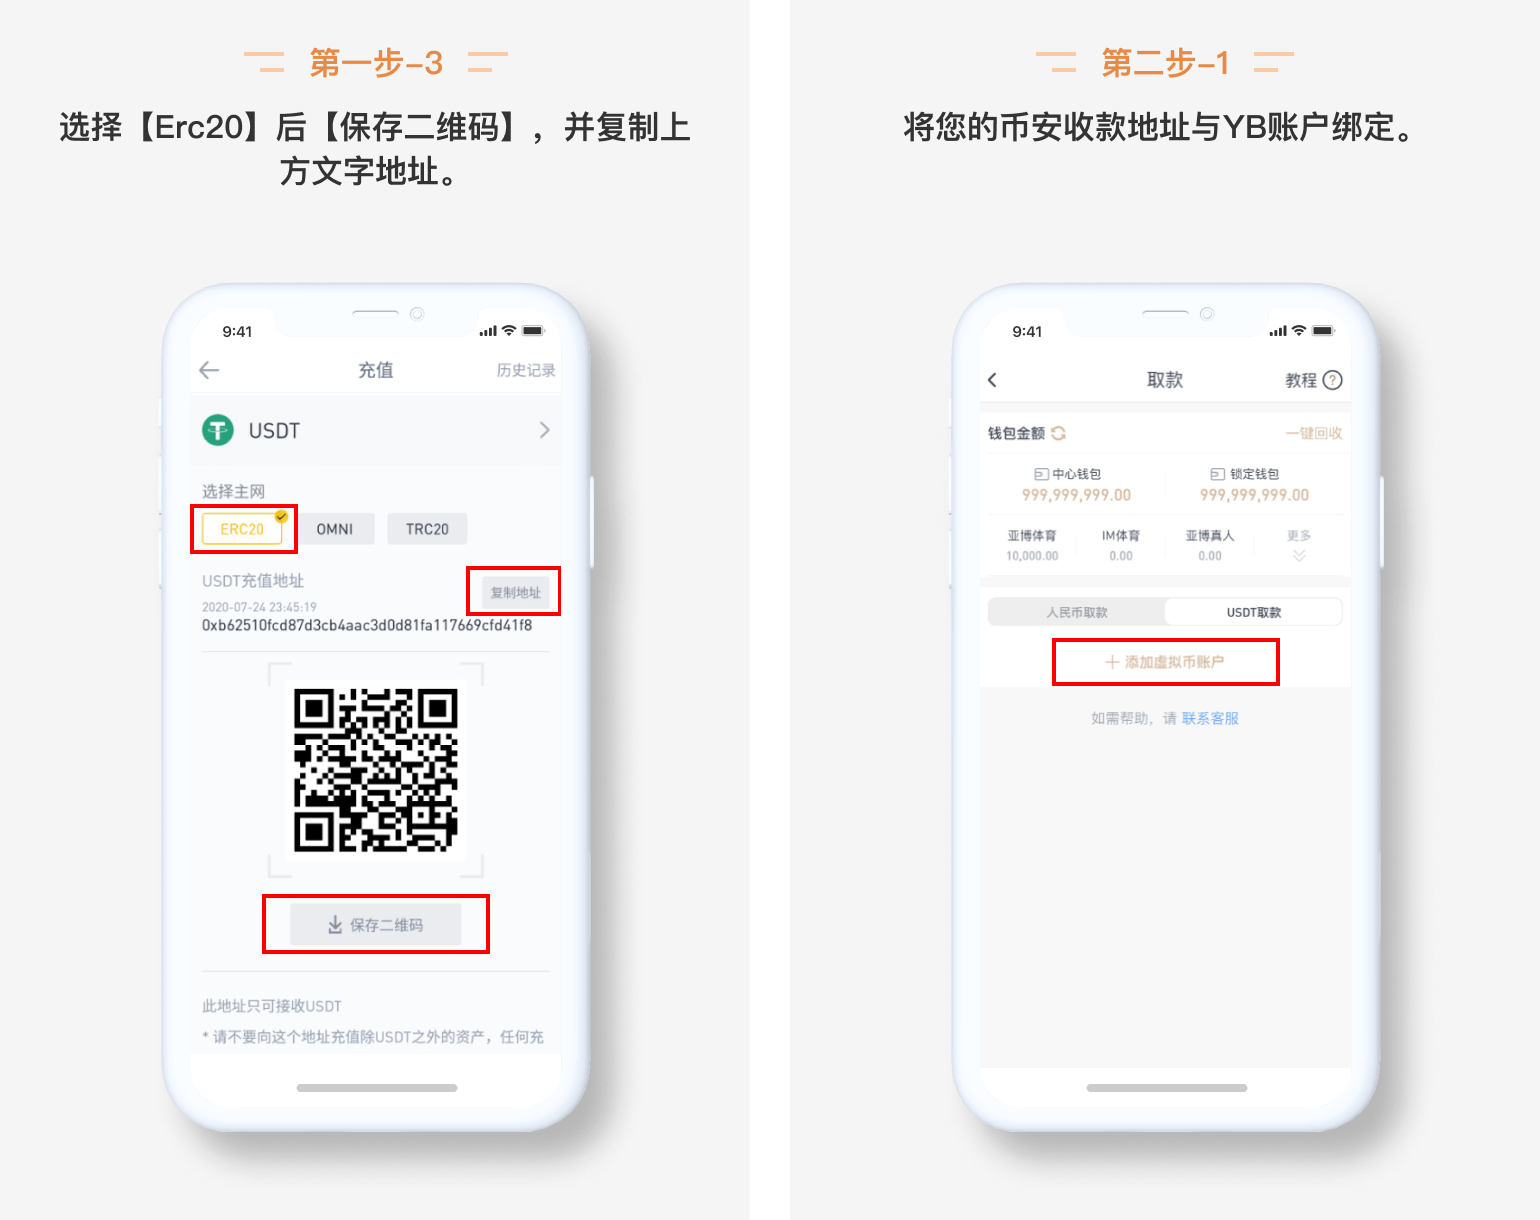 第一步-3
选择【Erc20】后【保存二维码】，并复制上
方文字地址。
9:41
充值
历史记录
USDT
选择主网
ERC20
OMNI
TRC20
USDT充值地址
复制地址
2020-07-24 23:45:19
0xb62510fcd87d3cb4aac3d0d81fa117669cfd41f8
保存二维码
此地址只可接收USDT
* 请不要向这个地址充值除USDT之外的资产，任何充
第二步-1
将您的币安收款地址与YB账户绑定。
9:41
取款
教程 ?
钱包金额
一键回收
中心钱包
锁定钱包
999,999,999.00
999,999,999.00
亚博体育
IM体育
亚博真人
更多
10,000.00
0.00
0.00
人民币取款
USDT取款
添加虚拟币账户
如需帮助，请 联系客服